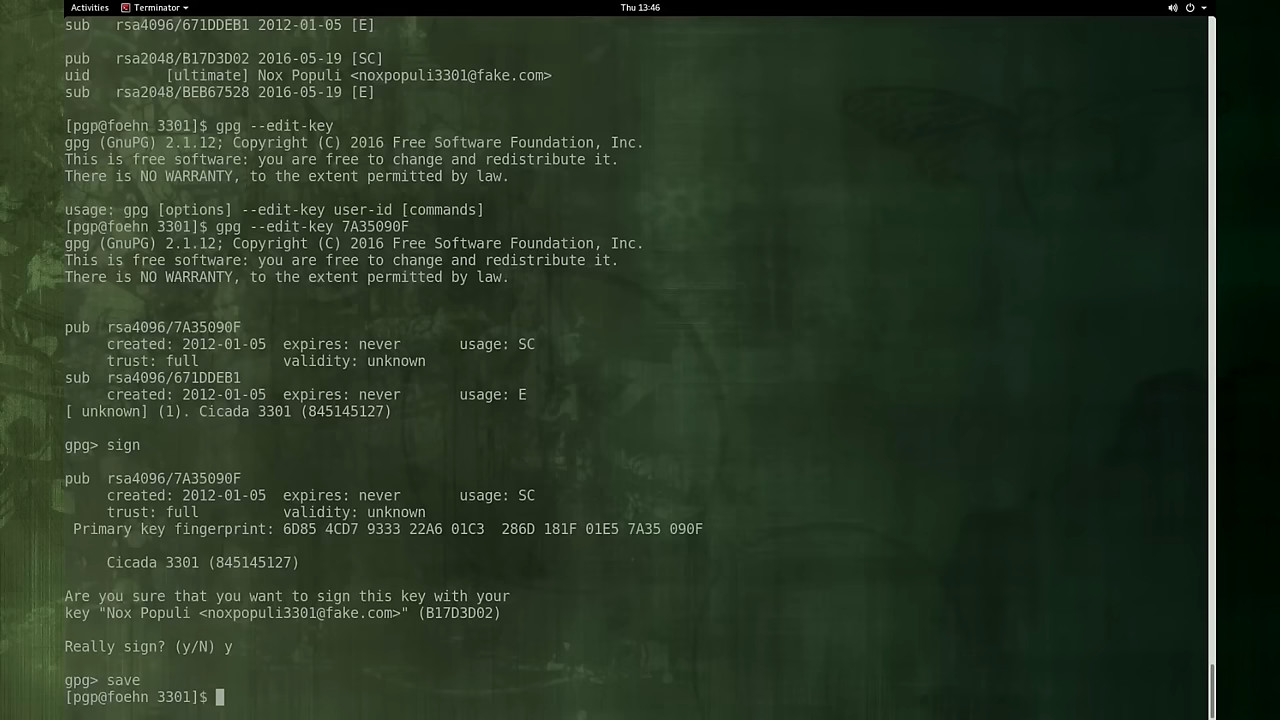 Activities Terminator Thu 13:46
sub   rsa4096/671DDEB1 2012-01-05 [E]
pub   rsa2048/B17D3D02 2016-05-19 [SC]
uid         [ultimate] Nox Populi <noxpopuli3301@fake.com>
sub   rsa2048/BEB67528 2016-05-19 [E]
[pgp@foehn 3301]$ gpg --edit-key
gpg (GnuPG) 2.1.12; Copyright (C) 2016 Free Software Foundation, Inc.
This is free software: you are free to change and redistribute it.
There is NO WARRANTY, to the extent permitted by law.
usage: gpg [options] --edit-key user-id [commands]
[pgp@foehn 3301]$ gpg --edit-key 7A35090F
gpg (GnuPG) 2.1.12; Copyright (C) 2016 Free Software Foundation, Inc.
This is free software: you are free to change and redistribute it.
There is NO WARRANTY, to the extent permitted by law.
pub  rsa4096/7A35090F
     created: 2012-01-05  expires: never       usage: SC
     trust: full          validity: unknown
sub  rsa4096/671DDEB1
     created: 2012-01-05  expires: never       usage: E
[ unknown] (1). Cicada 3301 (845145127)
gpg> sign
pub  rsa4096/7A35090F
     created: 2012-01-05  expires: never       usage: SC
     trust: full          validity: unknown
 Primary key fingerprint: 6D85 4CD7 9333 22A6 01C3  286D 181F 01E5 7A35 090F
     Cicada 3301 (845145127)
Are you sure that you want to sign this key with your
key "Nox Populi <noxpopuli3301@fake.com>" (B17D3D02)
Really sign? (y/N) y
gpg> save
[pgp@foehn 3301]$